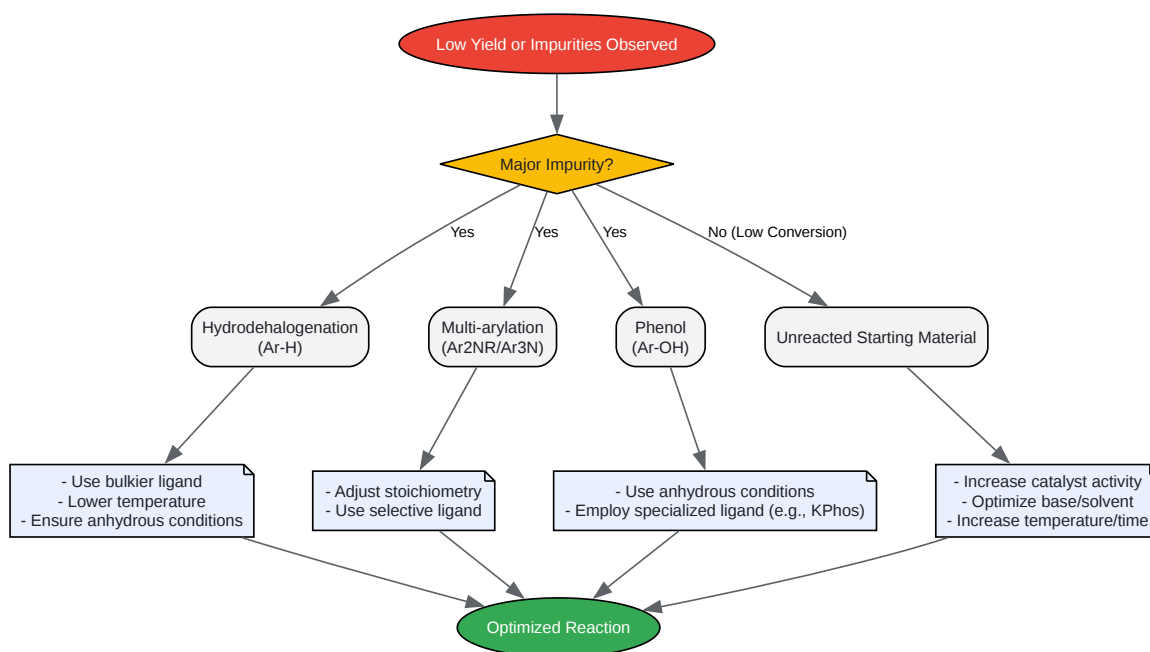 Low Yield or Impurities Observed
Major Impurity?
Yes
Yes
Yes
No (Low Conversion)
Hydrodehalogenation
(Ar-H)
Multi-arylation
(Ar2NR/Ar3N)
Phenol
(Ar-OH)
Unreacted Starting Material
- Use bulkier ligand
- Lower temperature
- Ensure anhydrous conditions
- Adjust stoichiometry
- Use selective ligand
- Use anhydrous conditions
- Employ specialized ligand (e.g., KPhos)
- Increase catalyst activity
- Optimize base/solvent
- Increase temperature/time
Optimized Reaction